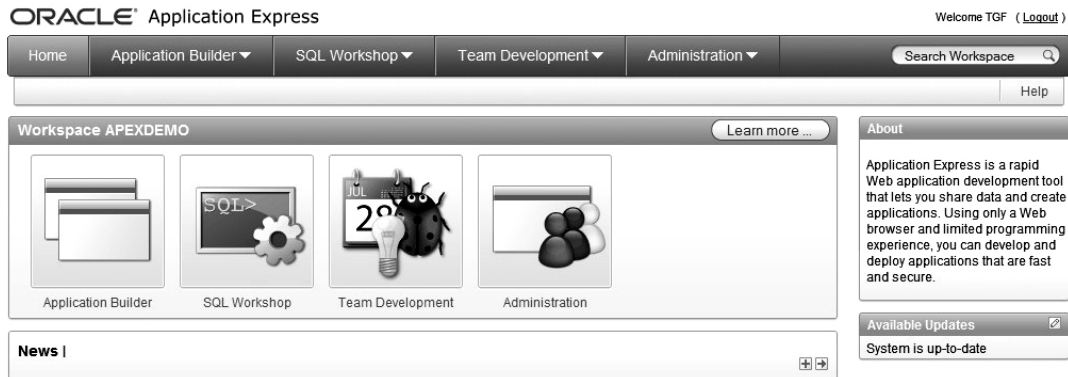 ORACLE Application Express
Welcome TGF ( Logout )
Home
Application Builder
SQL Workshop
Team Development
Administration
Search Workspace
Help
Workspace APEXDEMO
Learn more ...
SQL>
JUL
28
Application Builder
SQL Workshop
Team Development
Administration
News |
About
Application Express is a rapid
Web application development tool
that lets you share data and create
applications. Using only a Web
browser and limited programming
experience, you can develop and
deploy applications that are fast
and secure.
Available Updates
System is up-to-date